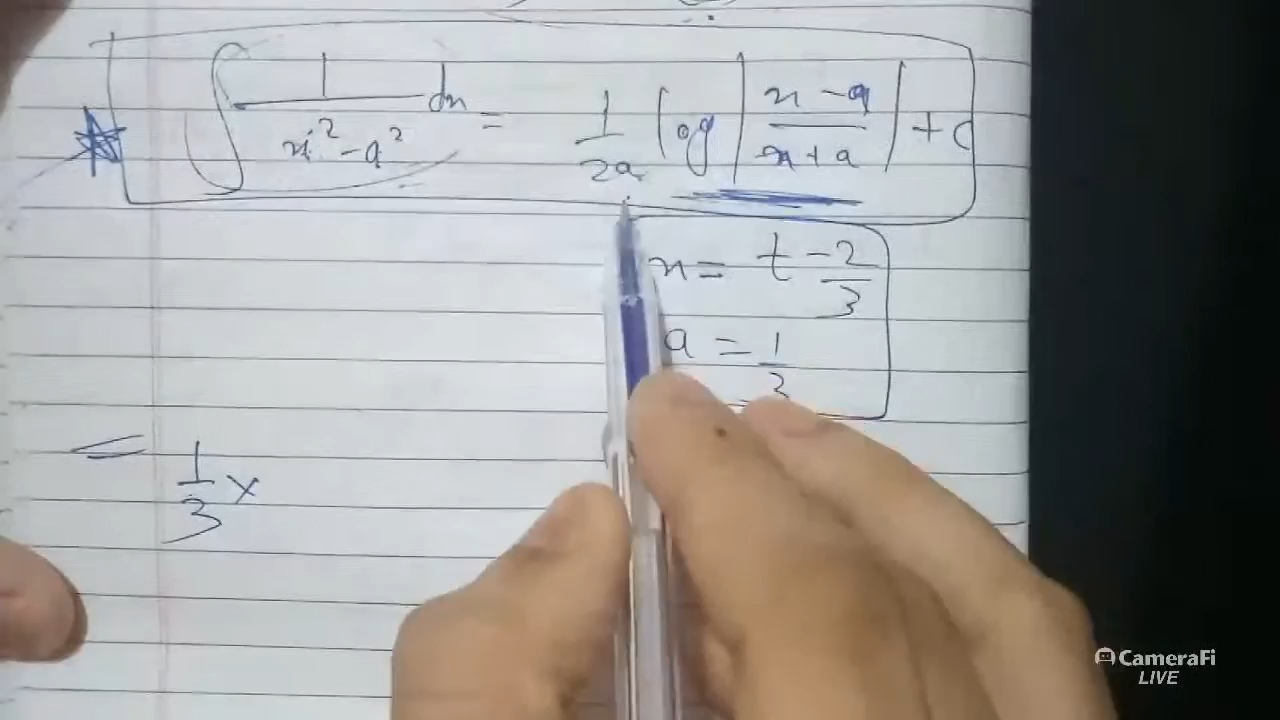 ∫ 1/(x² - a²) dx = 1/2a log |(x - a)/(x + a)| + c
x = t - 2/3
a = 1/3
= 1/3 ×
CameraFi
LIVE